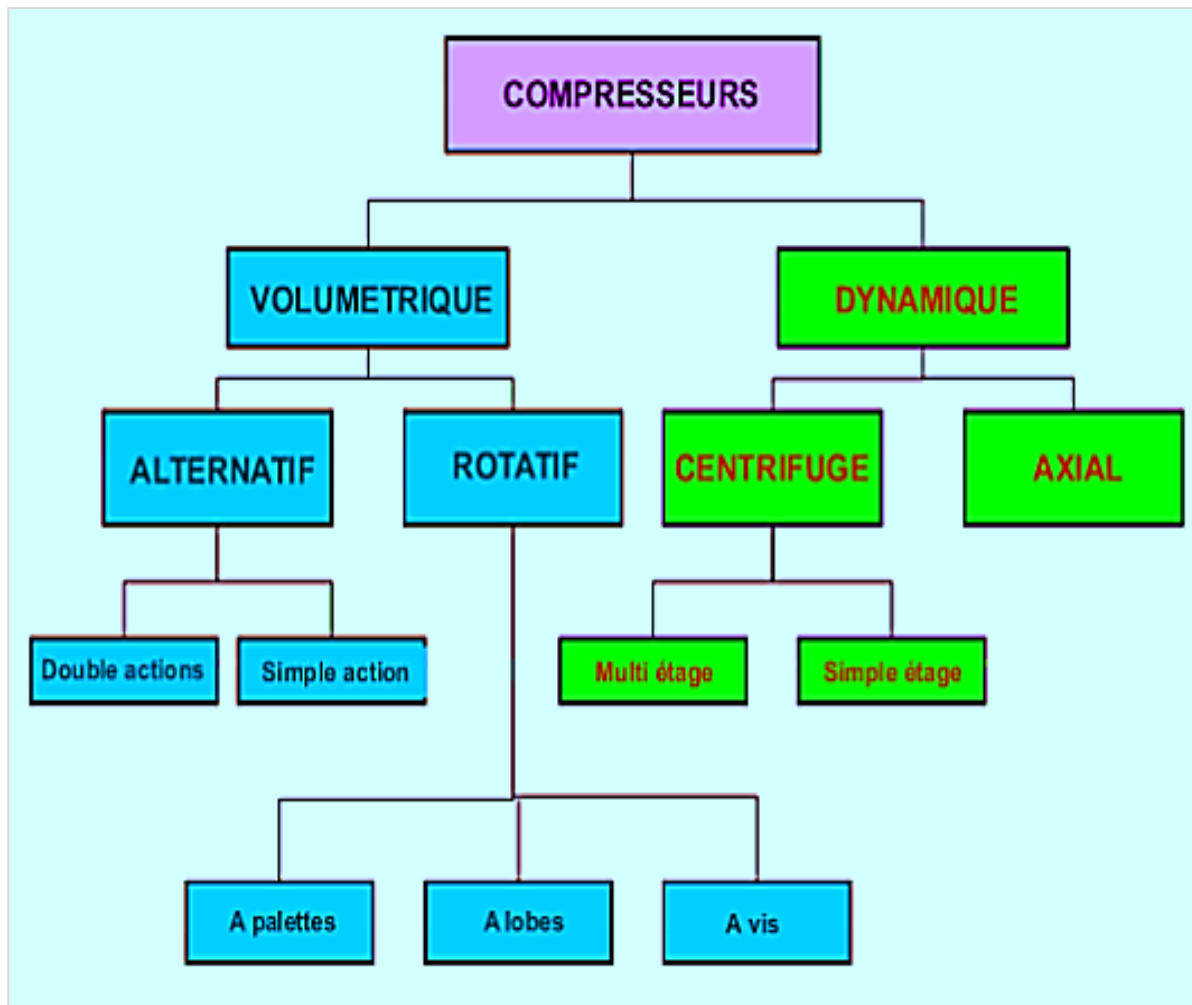 COMPRESSEURS
VOLUMETRIQUE
DYNAMIQUE
ALTERNATIF
ROTATIF
CENTRIFUGE
AXIAL
Double actions
Simple action
Multi étage
Simple étage
A palettes
A lobes
A vis